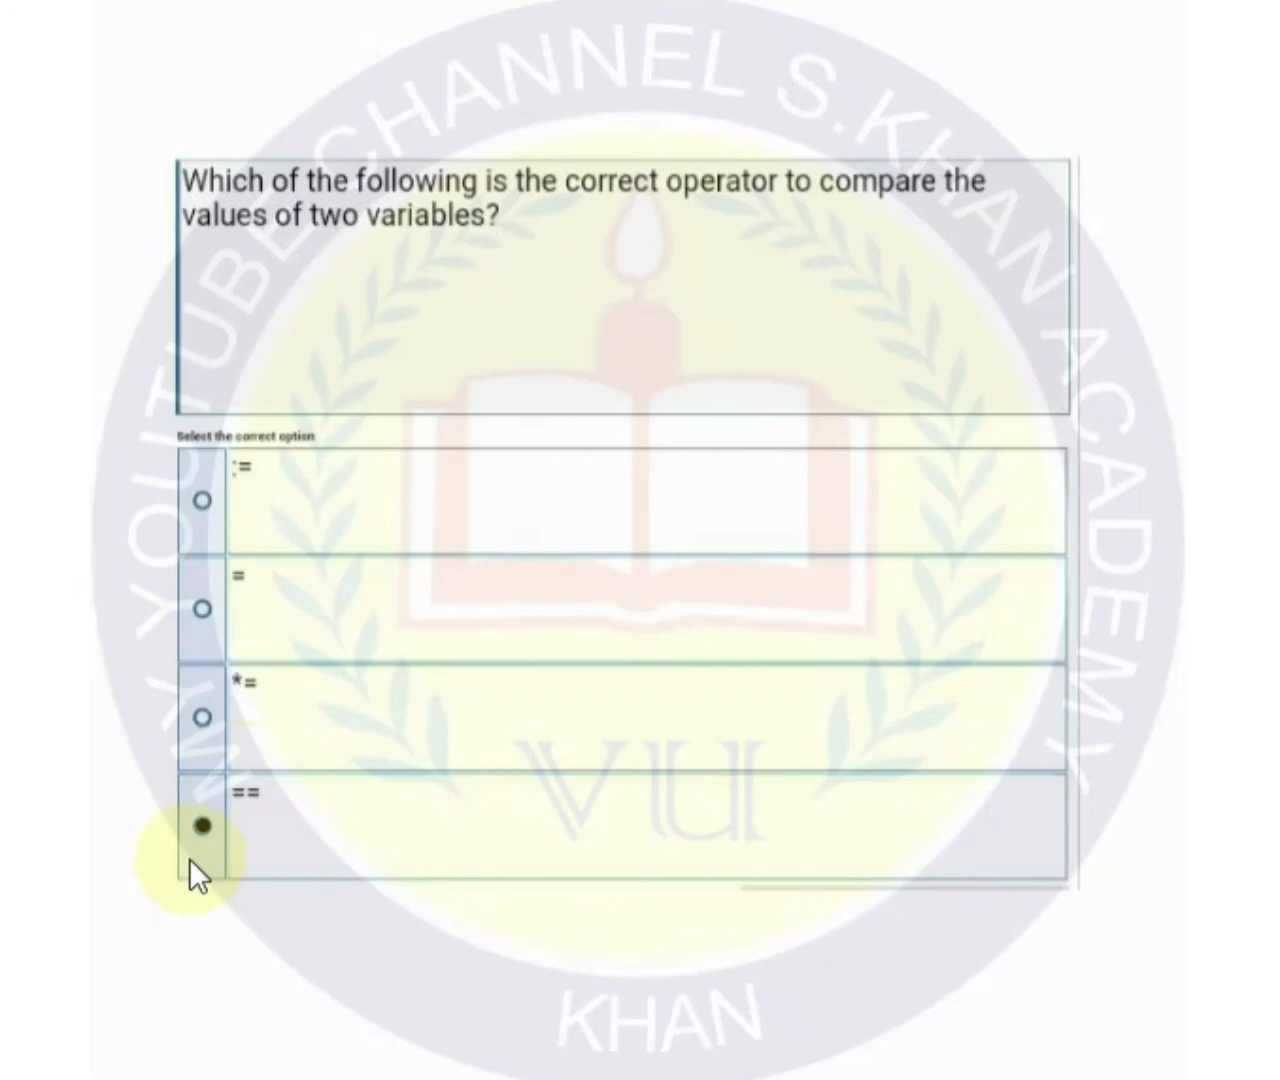 MY YOUTUBE CHANNEL S.KHAN ACADEMY
Which of the following is the correct operator to compare the
values of two variables?
Select the correct option
:=
=
*=
==
VU
KHAN